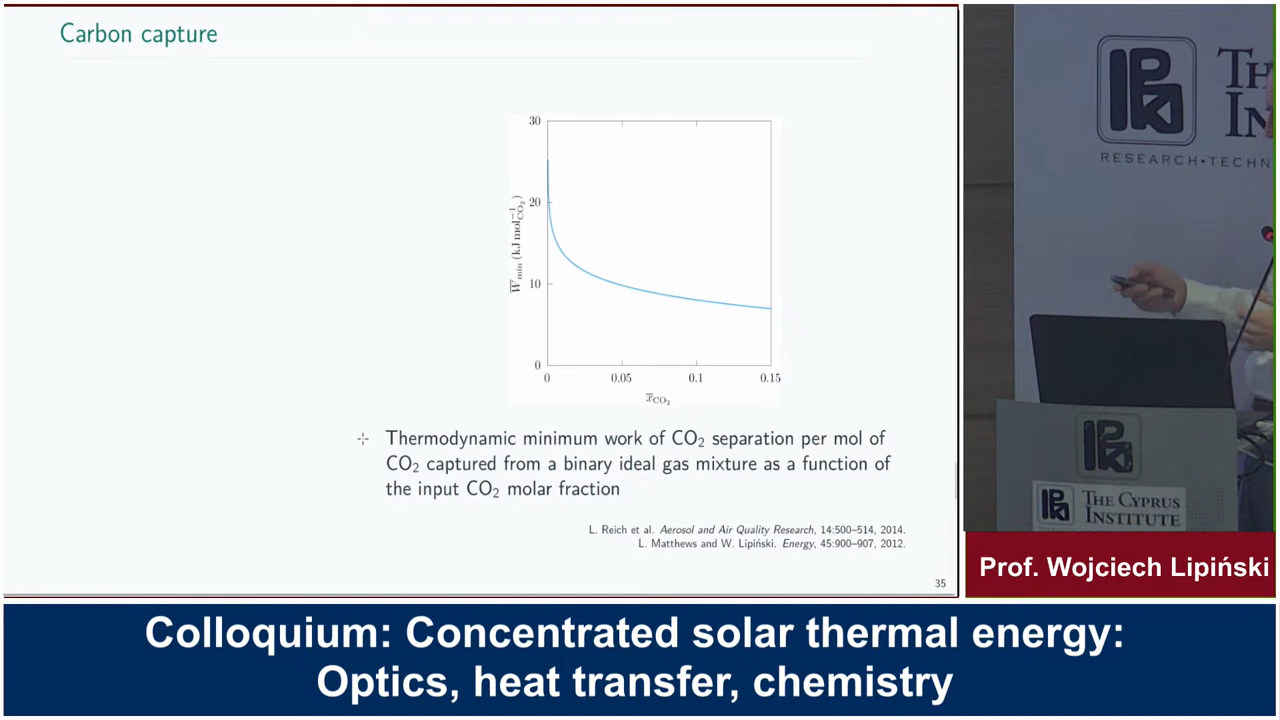 Carbon capture
30
20
10
0
W̅min (kJ mol⁻¹CO₂)
0
0.05
0.1
0.15
x̅CO₂
Thermodynamic minimum work of CO₂ separation per mol of
CO₂ captured from a binary ideal gas mixture as a function of
the input CO₂ molar fraction
L. Reich et al. Aerosol and Air Quality Research, 14:500–514, 2014.
L. Matthews and W. Lipiński. Energy, 45:900–907, 2012.
35
TH
IN
RESEARCH•TECHN
THE CYPRUS
INSTITUTE
Prof. Wojciech Lipiński
Colloquium: Concentrated solar thermal energy:
Optics, heat transfer, chemistry